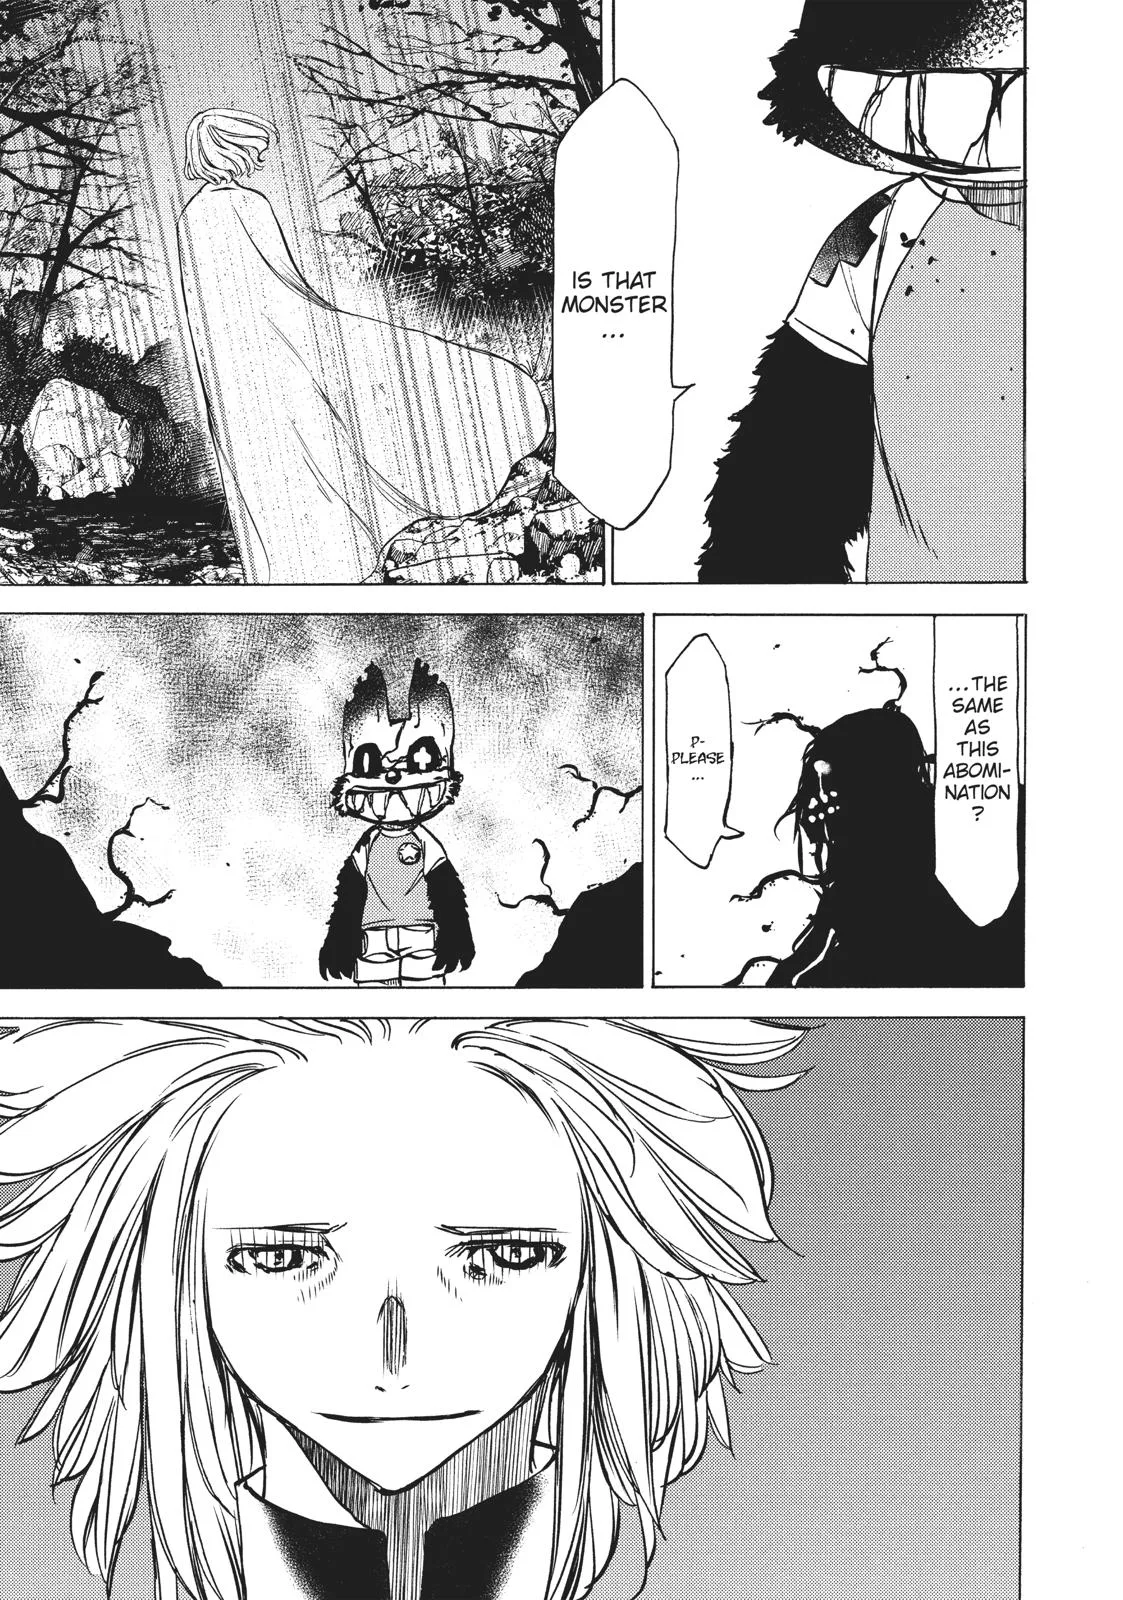 IS THAT
MONSTER
...
...THE
SAME
AS
THIS
ABOMI-
NATION
?
P-
PLEASE
...